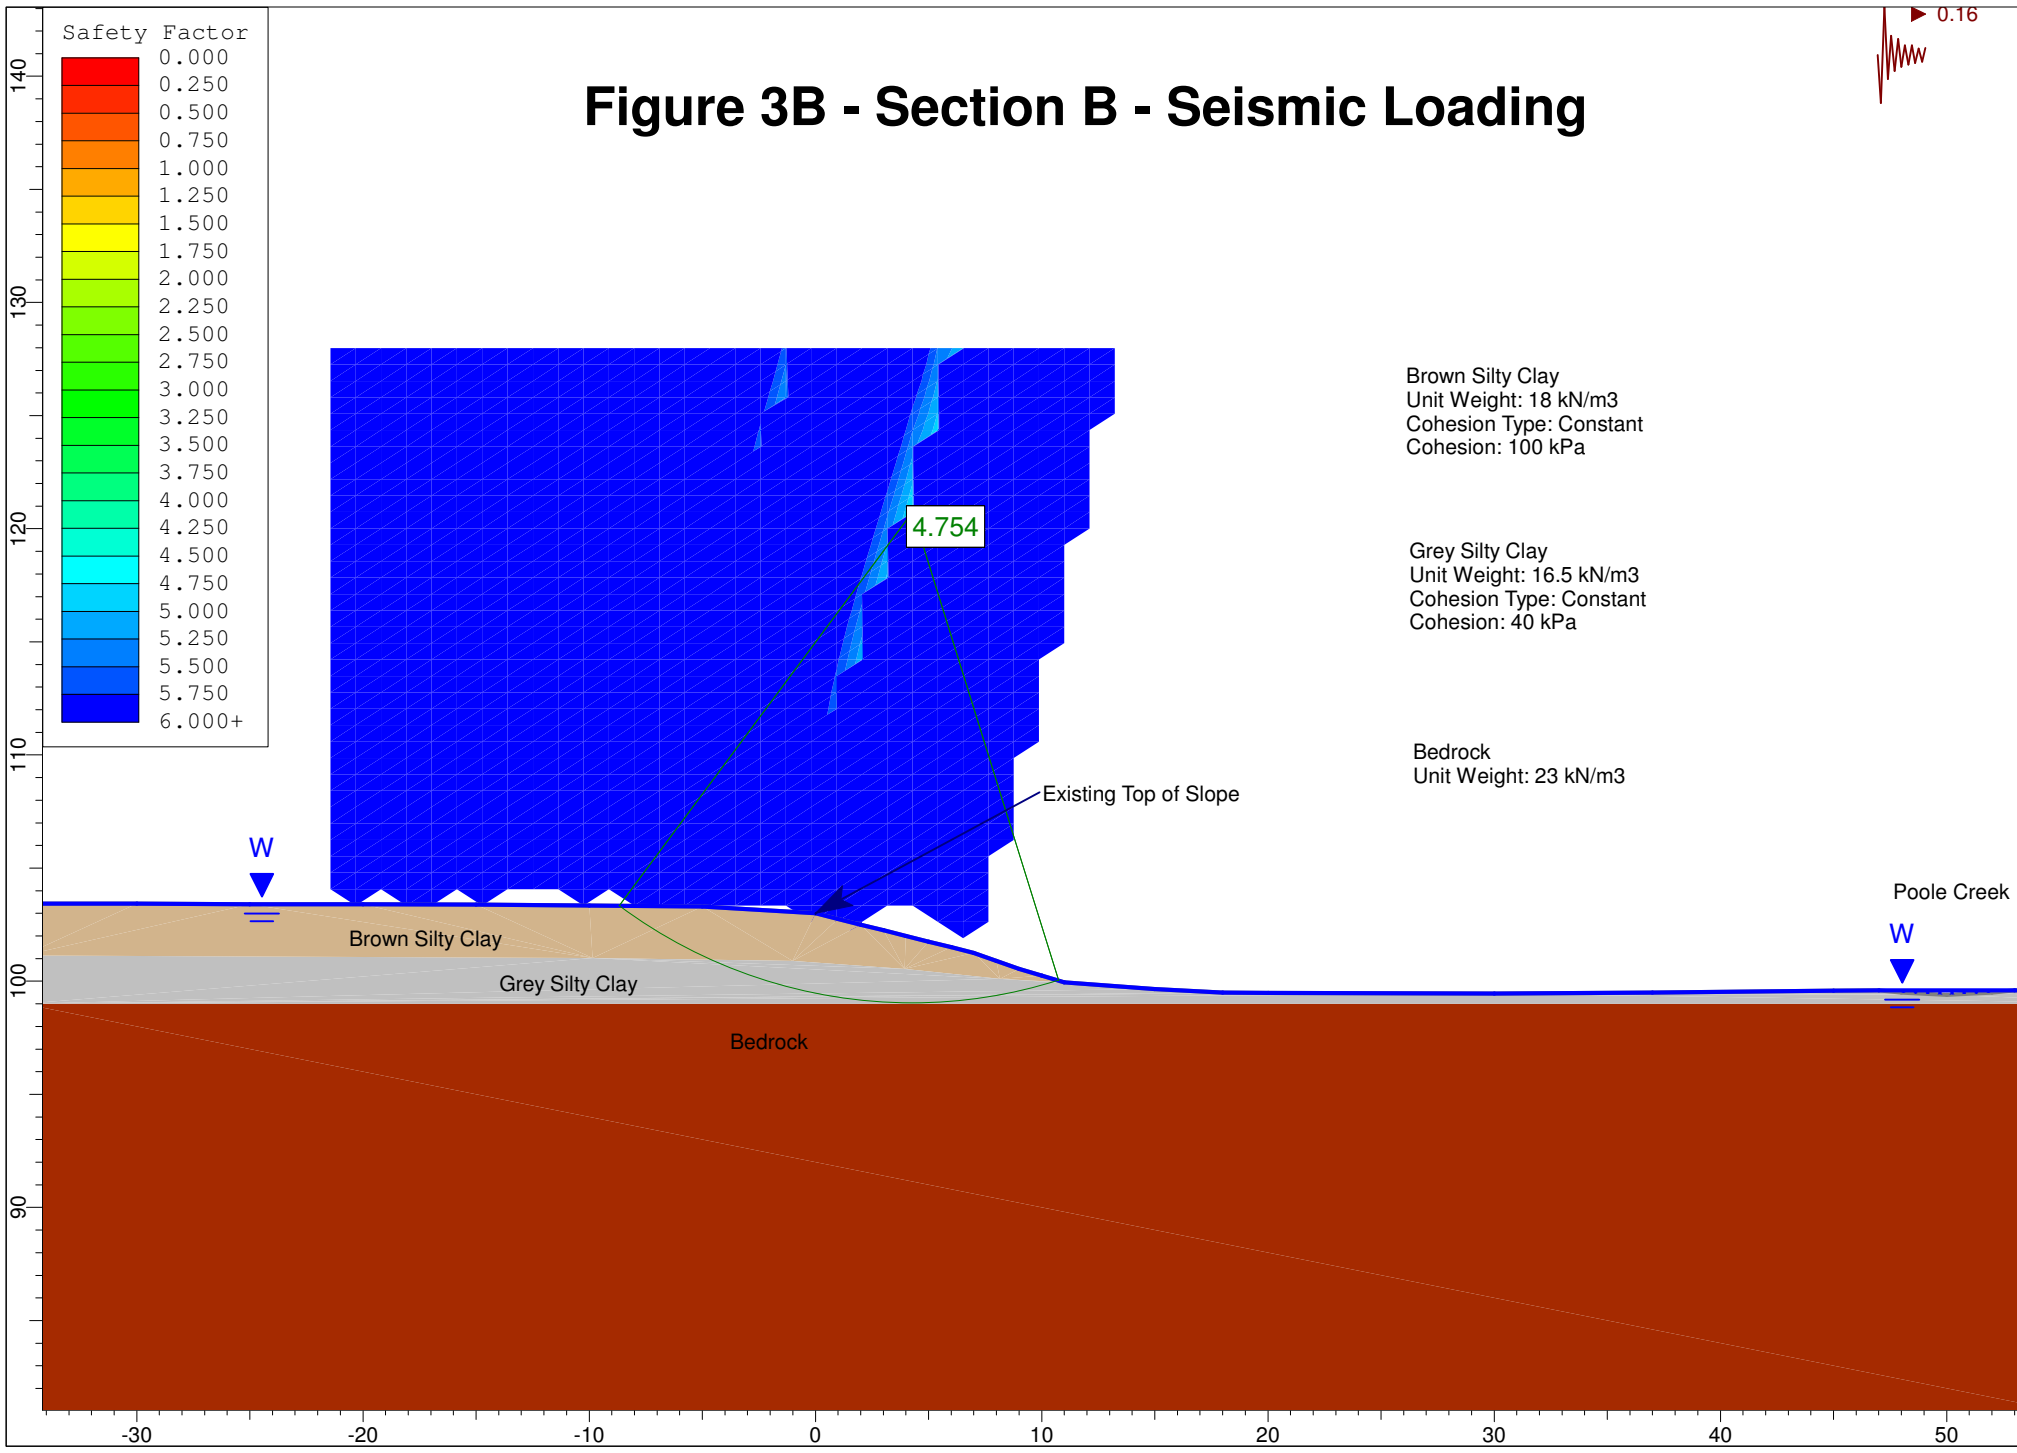 Safety Factor
0.000
0.250
0.500
0.750
1.000
1.250
1.500
1.750
2.000
2.250
2.500
2.750
3.000
3.250
3.500
3.750
4.000
4.250
4.500
4.750
5.000
5.250
5.500
5.750
6.000+
Figure 3B - Section B - Seismic Loading
0.16
4.754
Brown Silty Clay
Unit Weight: 18 kN/m3
Cohesion Type: Constant
Cohesion: 100 kPa
Grey Silty Clay
Unit Weight: 16.5 kN/m3
Cohesion Type: Constant
Cohesion: 40 kPa
Bedrock
Unit Weight: 23 kN/m3
Existing Top of Slope
W
Poole Creek
W
Brown Silty Clay
Grey Silty Clay
Bedrock
140
130
120
110
100
90
-30 -20 -10 0 10 20 30 40 50